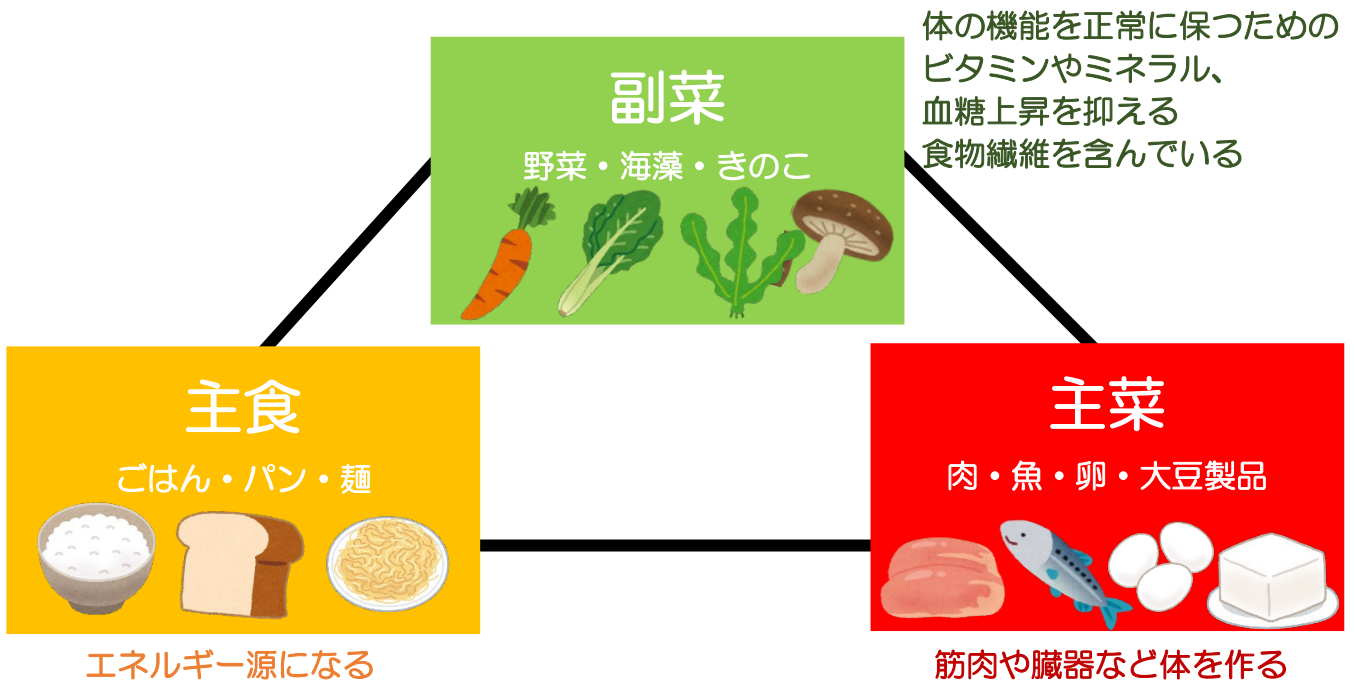 体の機能を正常に保つための
ビタミンやミネラル、
血糖上昇を抑える
食物繊維を含んでいる
副菜
野菜・海藻・きのこ
主食
ごはん・パン・麺
エネルギー源になる
主菜
肉・魚・卵・大豆製品
筋肉や臓器など体を作る